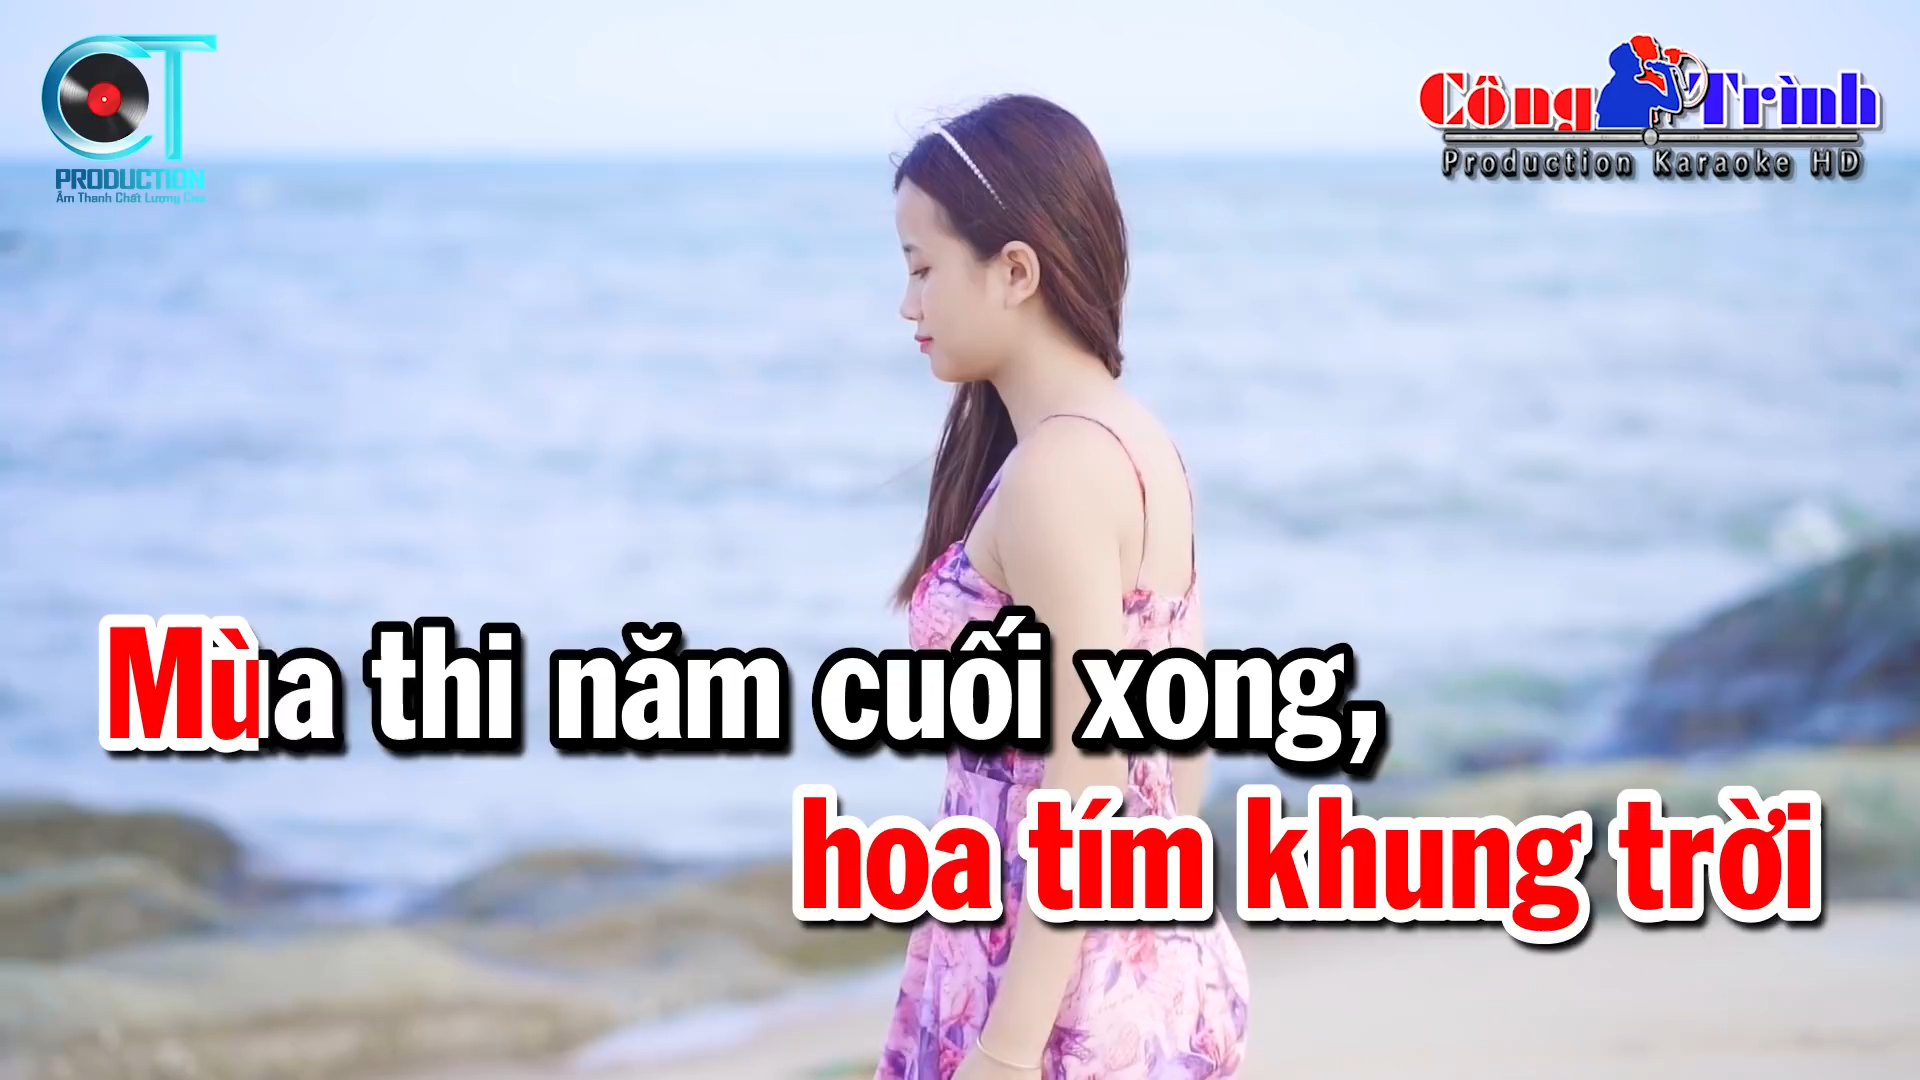 CT
PRODUCTION
Âm Thanh Chất Lượng Cao
Công Trình
Production Karaoke HD
Mùa thi năm cuối xong,
hoa tím khung trời